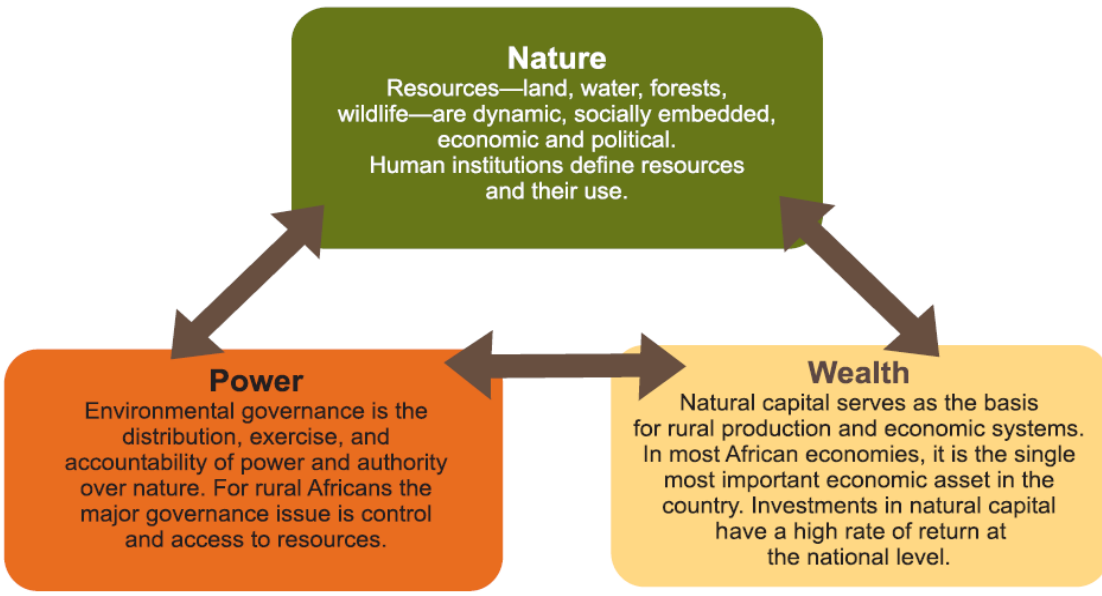 Nature
Resources—land, water, forests,
wildlife—are dynamic, socially embedded,
economic and political.
Human institutions define resources
and their use.
Power
Environmental governance is the
distribution, exercise, and
accountability of power and authority
over nature. For rural Africans the
major governance issue is control
and access to resources.
Wealth
Natural capital serves as the basis
for rural production and economic systems.
In most African economies, it is the single
most important economic asset in the
country. Investments in natural capital
have a high rate of return at
the national level.